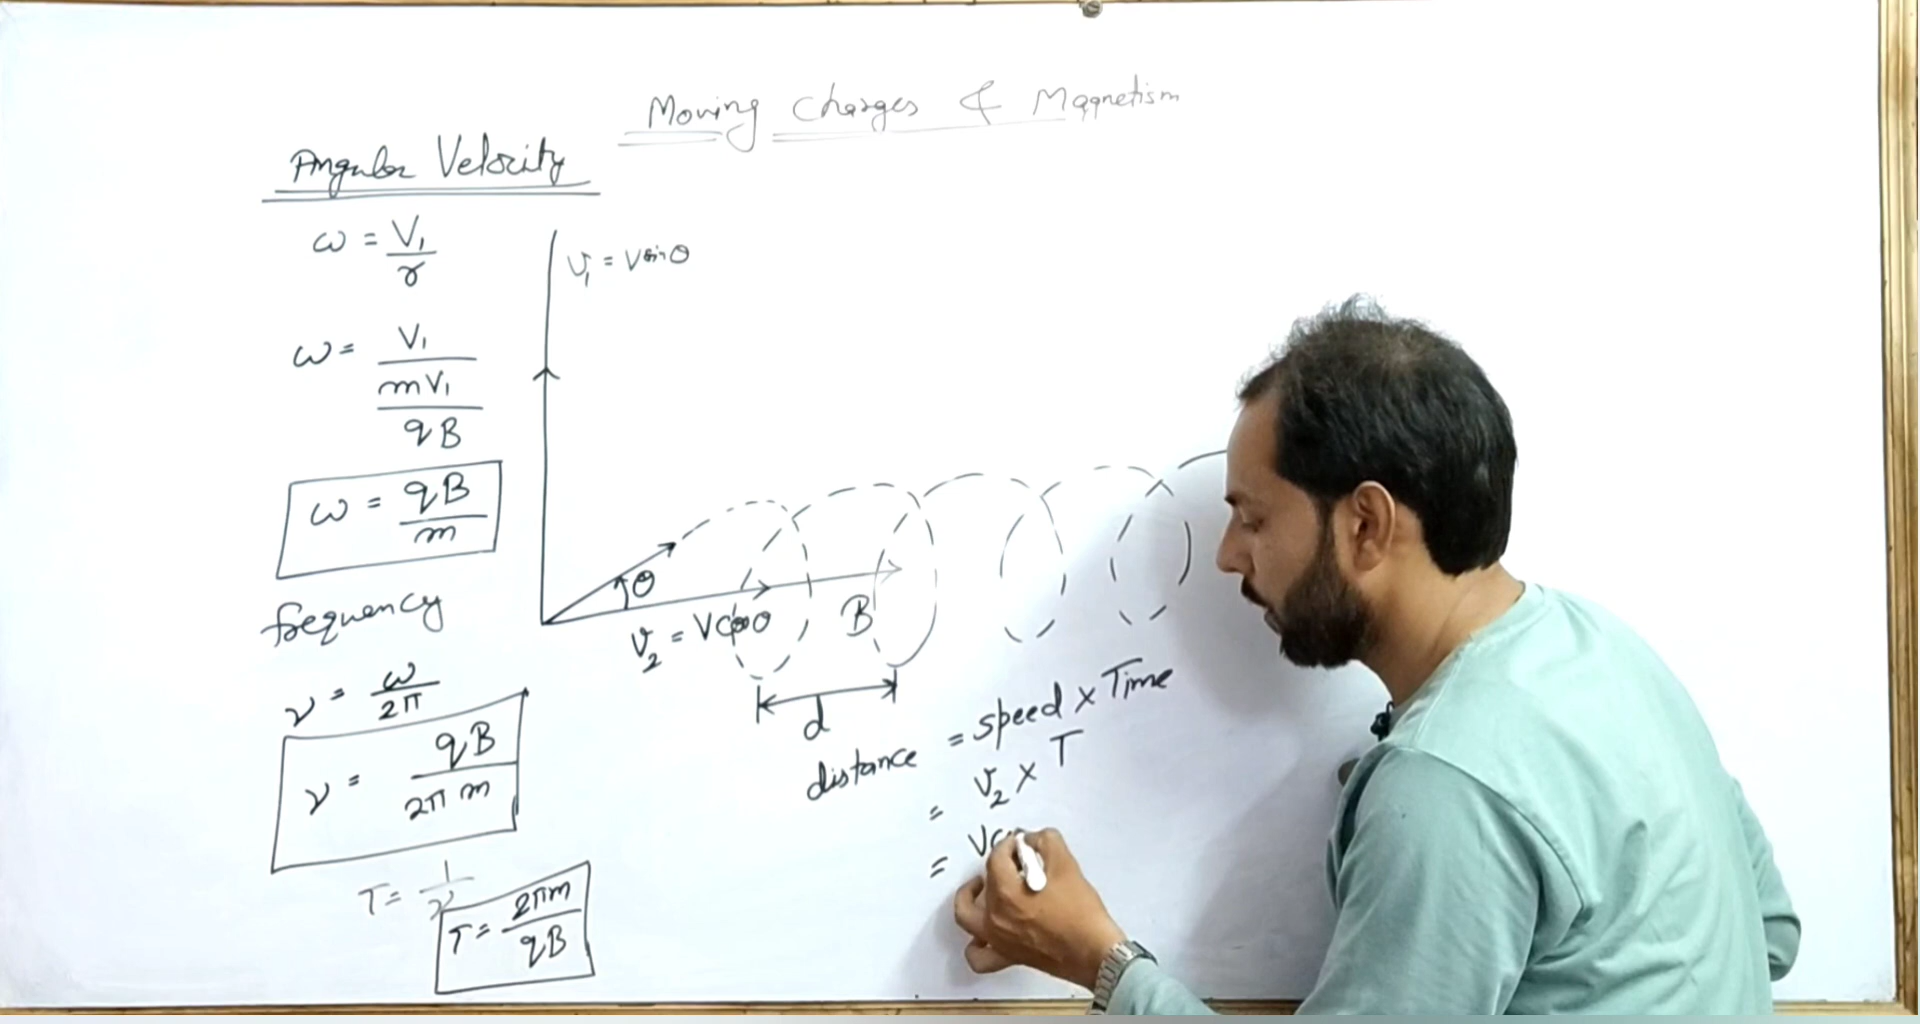 Moving Charges & Magnetism
Angular Velocity
ω = V₁/r
ω = V₁/(mV₁/qB)
ω = qB/m
frequency
ν = ω/2π
ν = qB/2πm
T = 1/ν
T = 2πm/qB
V₁ = V sinθ
θ
V₂ = V cosθ
B
d
distance = speed × Time
= V₂ × T
=